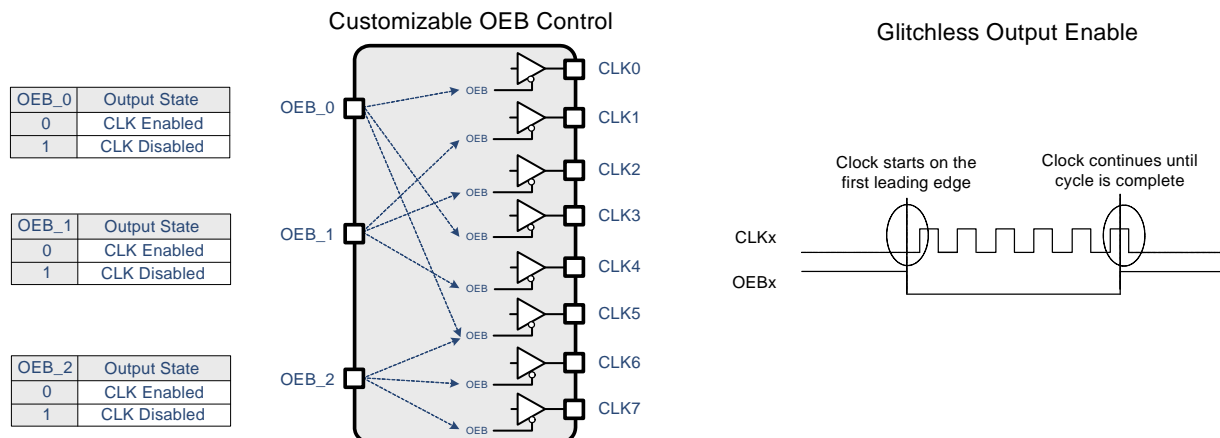 Customizable OEB Control
Glitchless Output Enable
OEB_0 Output State
0 CLK Enabled
1 CLK Disabled
OEB_1 Output State
0 CLK Enabled
1 CLK Disabled
OEB_2 Output State
0 CLK Enabled
1 CLK Disabled
OEB_0
OEB_1
OEB_2
OEB
OEB
OEB
OEB
OEB
OEB
OEB
OEB
CLK0
CLK1
CLK2
CLK3
CLK4
CLK5
CLK6
CLK7
Clock starts on the
first leading edge
Clock continues until
cycle is complete
CLKx
OEBx